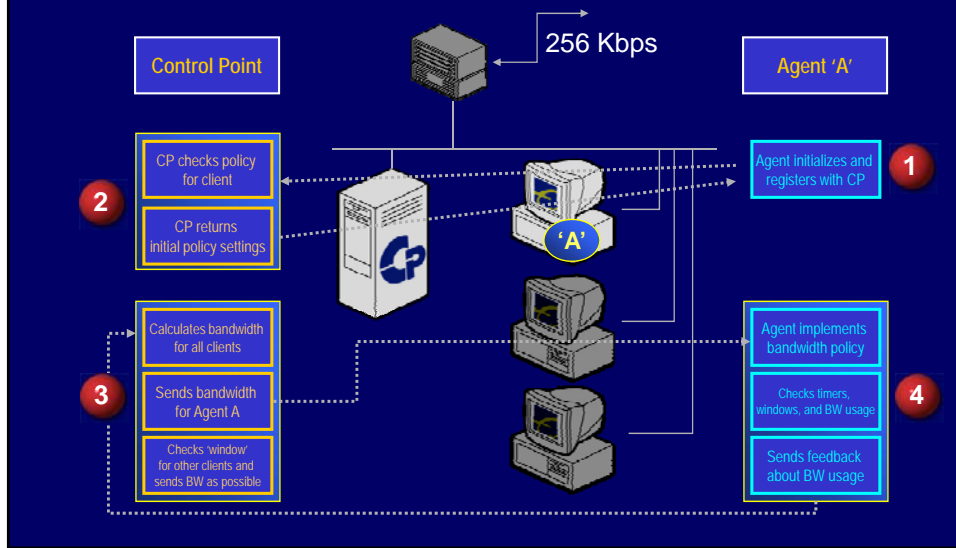 256 Kbps
Control Point
Agent 'A'
CP checks policy
for client
Agent initializes and
registers with CP
1
2
CP returns
initial policy settings
'A'
CP
Calculates bandwidth
for all clients
Agent implements
bandwidth policy
3
Sends bandwidth
for Agent A
Checks timers,
windows, and BW usage
4
Checks 'window'
for other clients and
sends BW as possible
Sends feedback
about BW usage